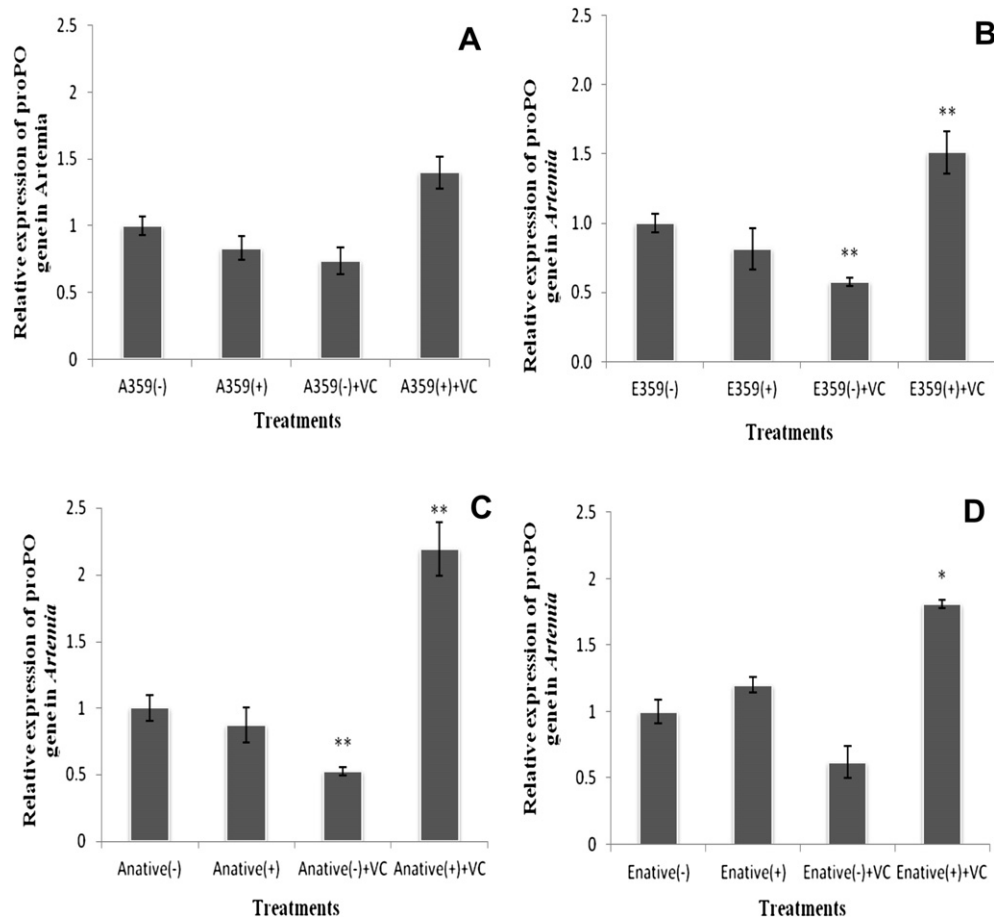 A
Relative expression of proPO
gene in Artemia
2.5
2
1.5
1
0.5
0
A359(-)
A359(+)
A359(-)+VC
A359(+)+VC
Treatments
B
Relative expression of proPO
gene in Artemia
2.5
2.0
1.5
1.0
0.5
0.0
**
**
E359(-)
E359(+)
E359(-)+VC
E359(+)+VC
Treatments
C
Relative expression of proPO
gene in Artemia
2.5
2
1.5
1
0.5
0
**
**
Anative(-)
Anative(+)
Anative(-)+VC
Anative(+)+VC
Treatments
D
Relative expression of proPO
gene in Artemia
2.5
2
1.5
1
0.5
0
*
Enative(-)
Enative(+)
Enative(-)+VC
Enative(+)+VC
Treatments